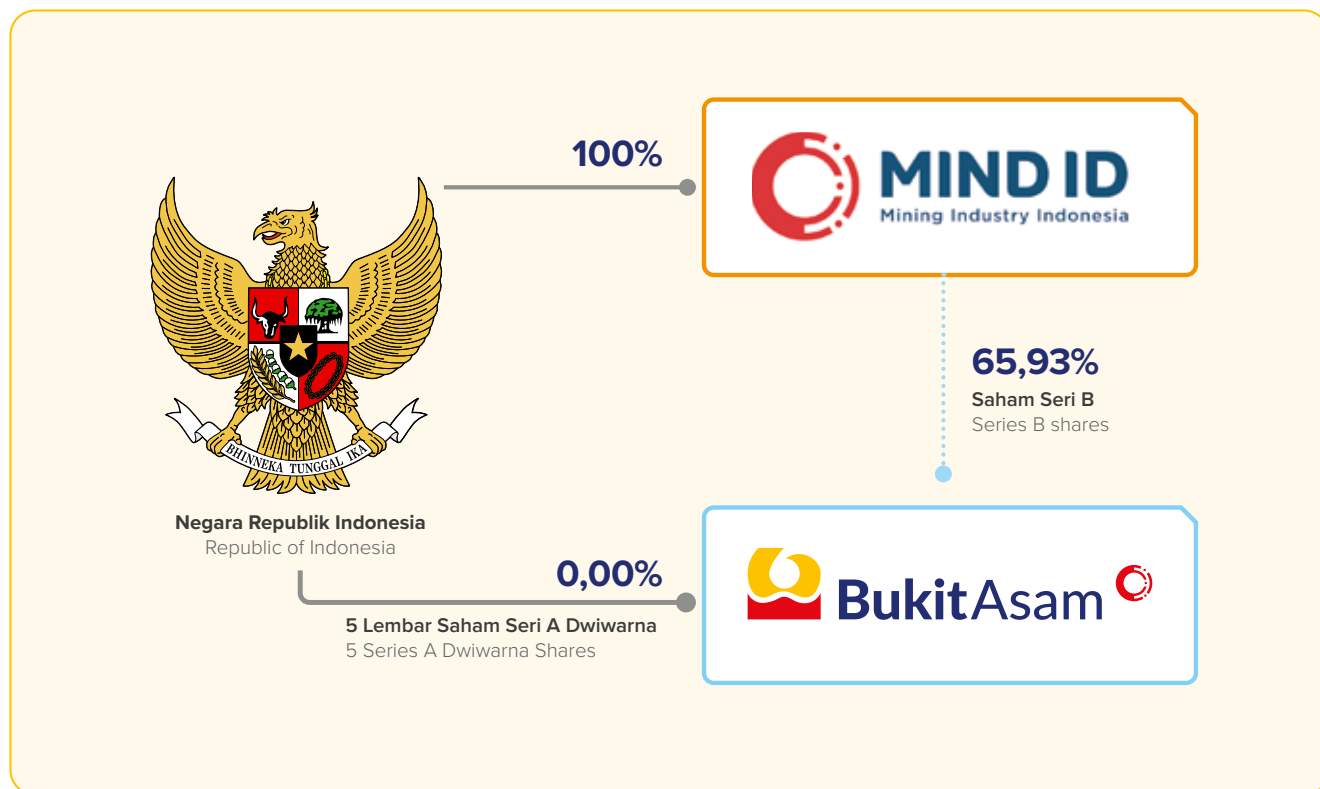 100%
MIND ID
Mining Industry Indonesia
BHINNEKA TUNGGAL IKA
65,93%
Saham Seri B
Series B shares
Negara Republik Indonesia
Republic of Indonesia
0,00%
5 Lembar Saham Seri A Dwiwarna
5 Series A Dwiwarna Shares
BukitAsam